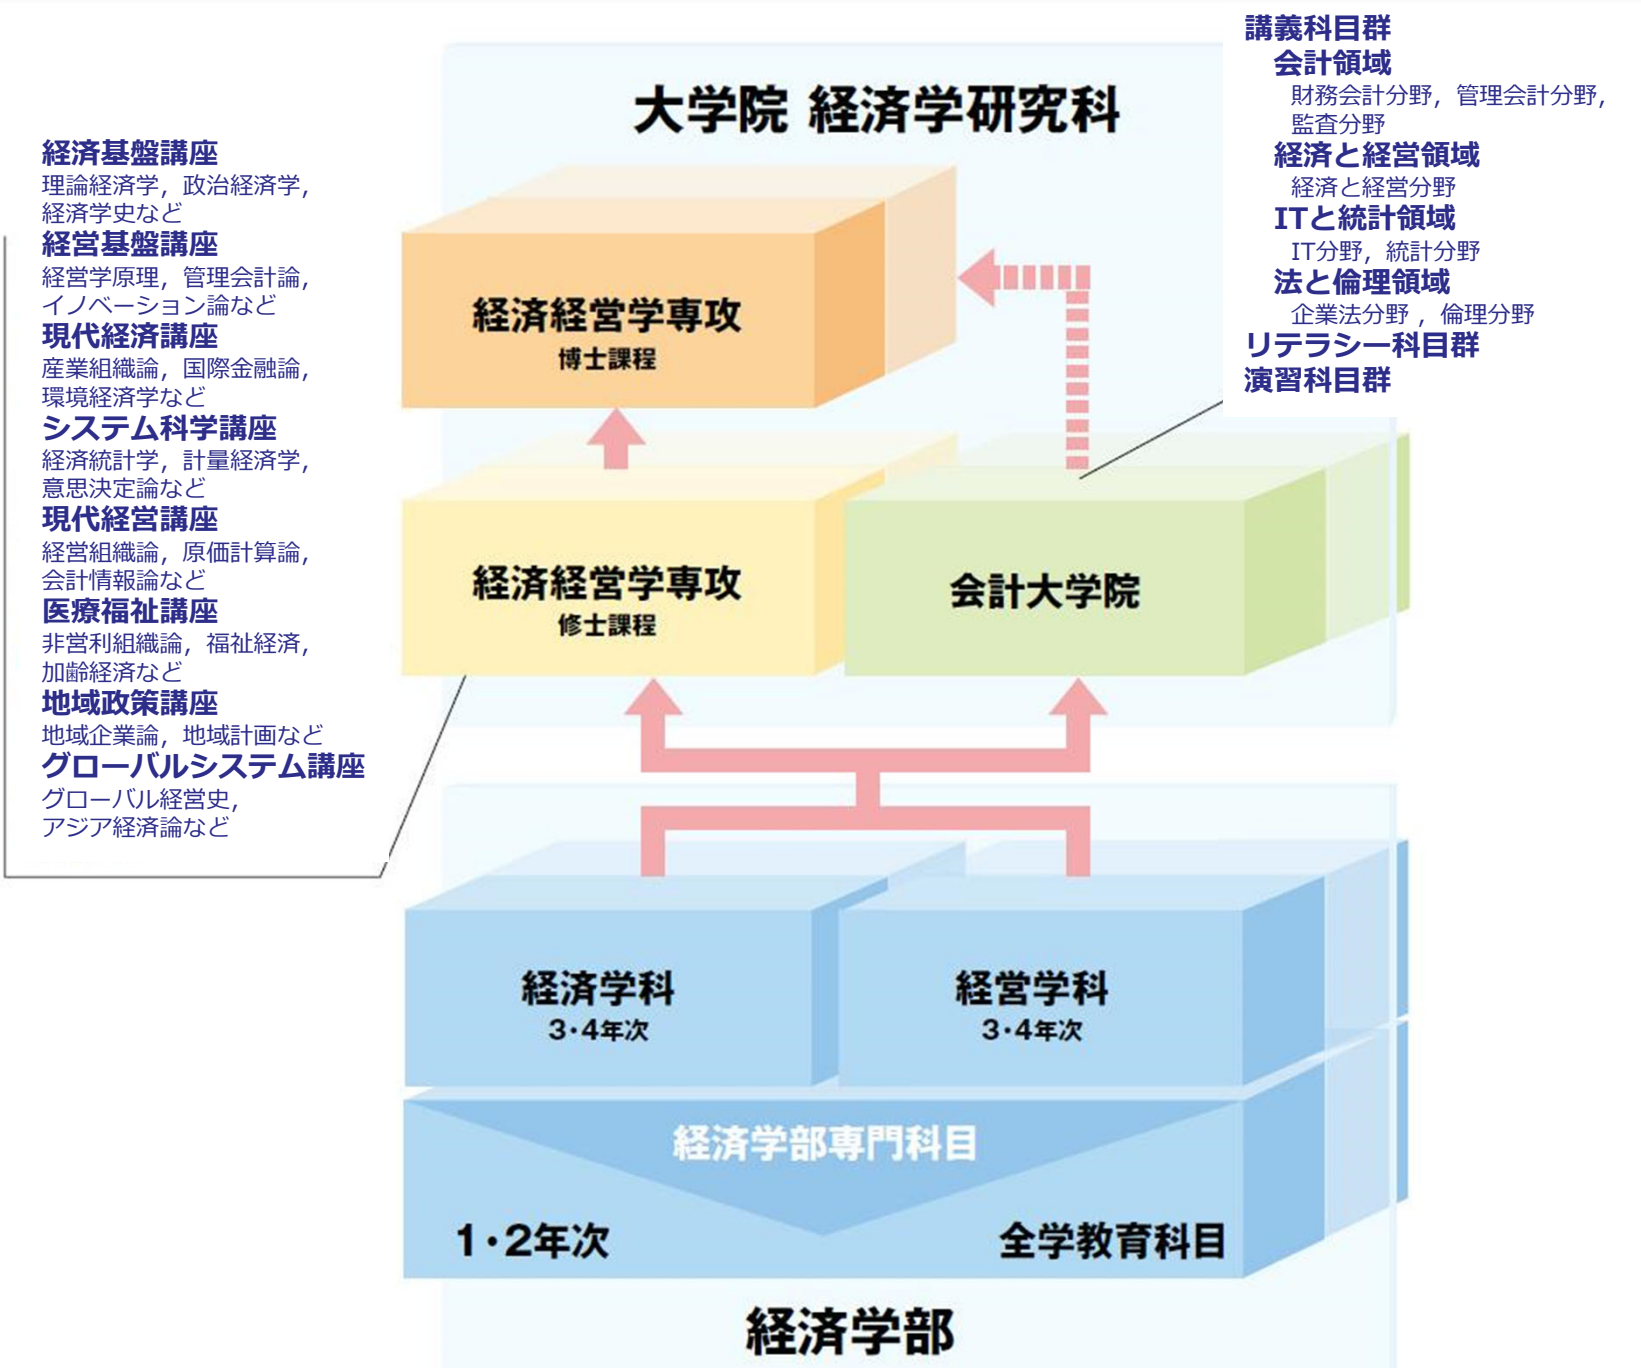 大学院 経済学研究科
経済基盤講座
理論経済学，政治経済学，
経済学史など
経営基盤講座
経営学原理，管理会計論，
イノベーション論など
現代経済講座
産業組織論，国際金融論，
環境経済学など
システム科学講座
経済統計学，計量経済学，
意思決定論など
現代経営講座
経営組織論，原価計算論，
会計情報論など
医療福祉講座
非営利組織論，福祉経済，
加齢経済など
地域政策講座
地域企業論，地域計画など
グローバルシステム講座
グローバル経営史，
アジア経済論など
講義科目群
会計領域
財務会計分野，管理会計分野，
監査分野
経済と経営領域
経済と経営分野
ITと統計領域
IT分野，統計分野
法と倫理領域
企業法分野 ，倫理分野
リテラシー科目群
演習科目群
経済経営学専攻
博士課程
経済経営学専攻
修士課程
会計大学院
経済学科
3・4年次
経営学科
3・4年次
経済学部専門科目
1・2年次
全学教育科目
経済学部